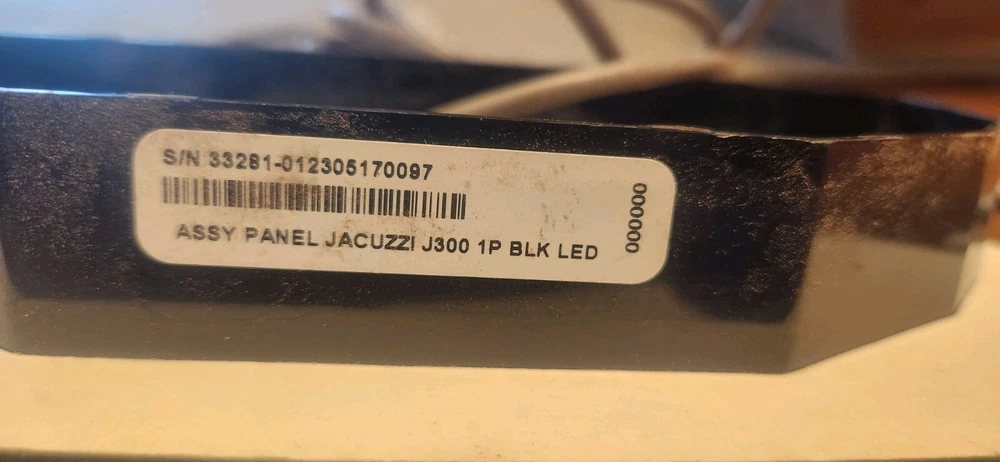 S/N 33281-012305170097
ASSY PANEL JACUZZI J300 1P BLK LED
000000